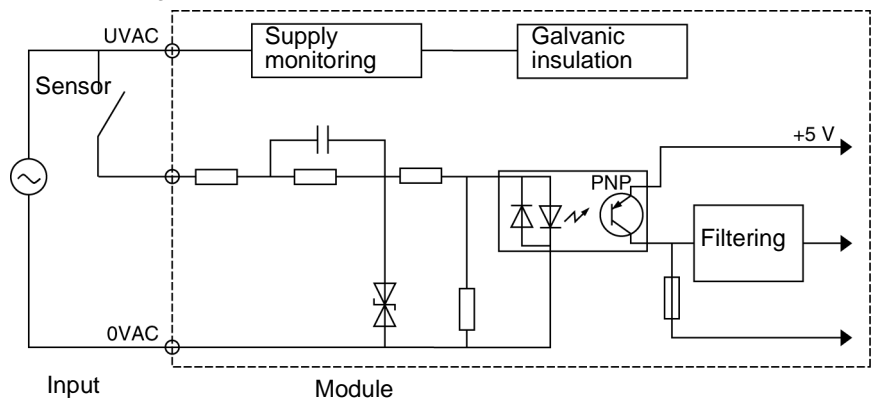 UVAC
Supply
monitoring
Galvanic
insulation
Sensor
+5 V
PNP
Filtering
0VAC
Input
Module